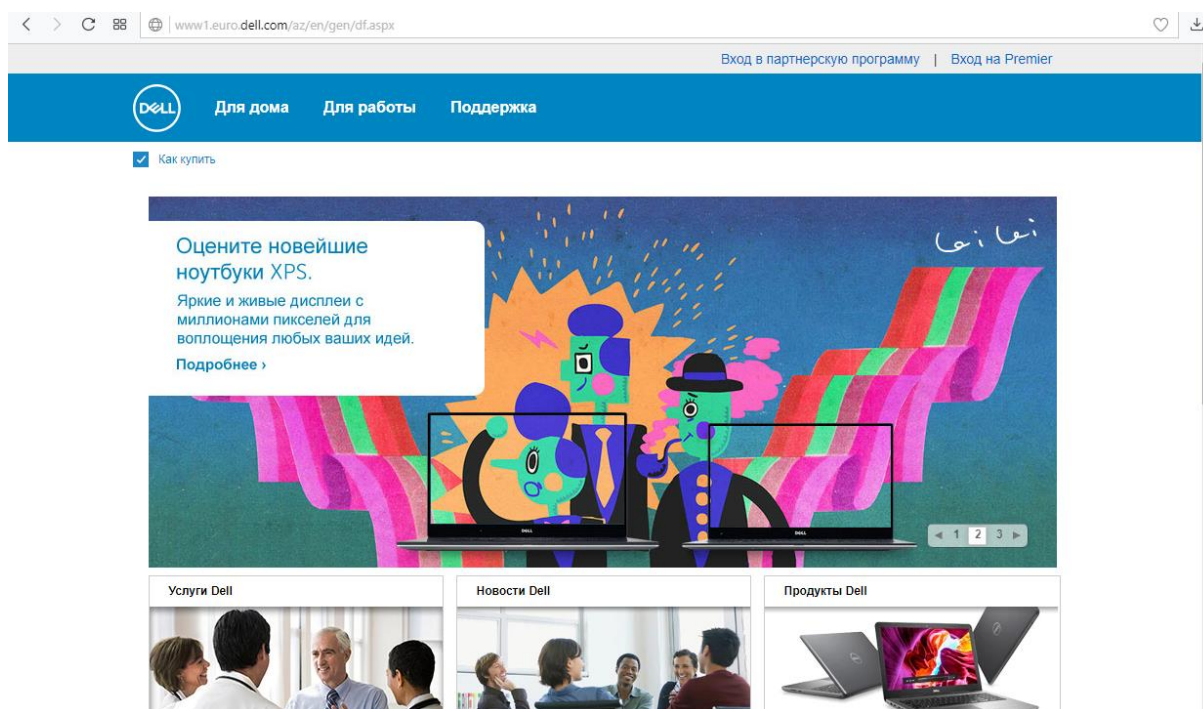 www1.euro.dell.com/az/en/gen/df.aspx
Вход в партнерскую программу | Вход на Premier
DELL Для дома Для работы Поддержка
Как купить
Оцените новейшие
ноутбуки XPS.
Яркие и живые дисплеи с
миллионами пикселей для
воплощения любых ваших идей.
Подробнее ›
DELL DELL
1 2 3
Услуги Dell Новости Dell Продукты Dell